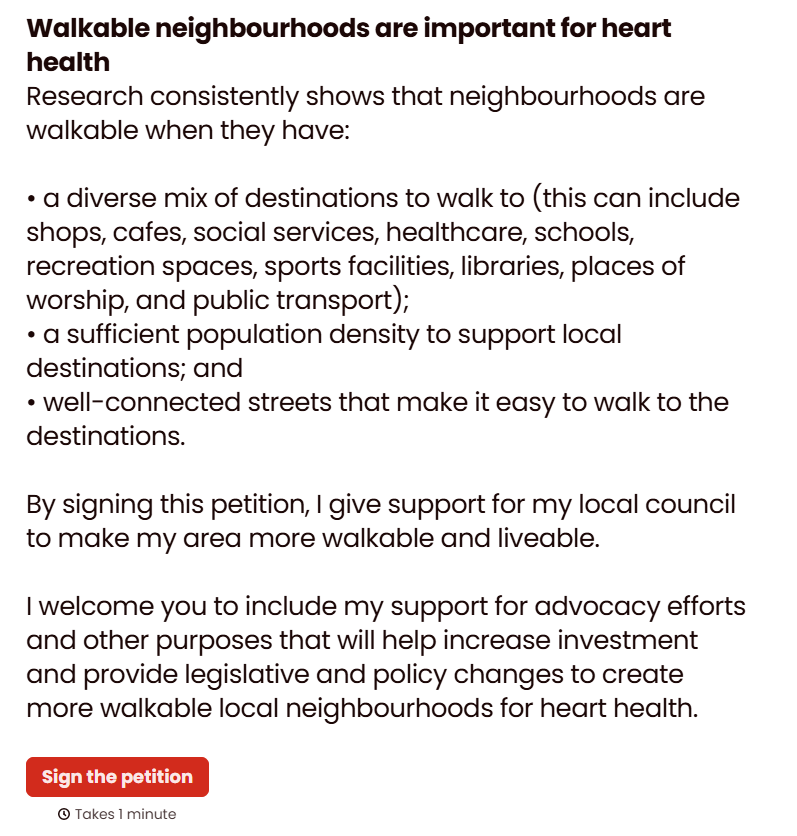 Walkable neighbourhoods are important for heart
health
Research consistently shows that neighbourhoods are
walkable when they have:
• a diverse mix of destinations to walk to (this can include
shops, cafes, social services, healthcare, schools,
recreation spaces, sports facilities, libraries, places of
worship, and public transport);
• a sufficient population density to support local
destinations; and
• well-connected streets that make it easy to walk to the
destinations.
By signing this petition, I give support for my local council
to make my area more walkable and liveable.
I welcome you to include my support for advocacy efforts
and other purposes that will help increase investment
and provide legislative and policy changes to create
more walkable local neighbourhoods for heart health.
Sign the petition
Takes 1 minute